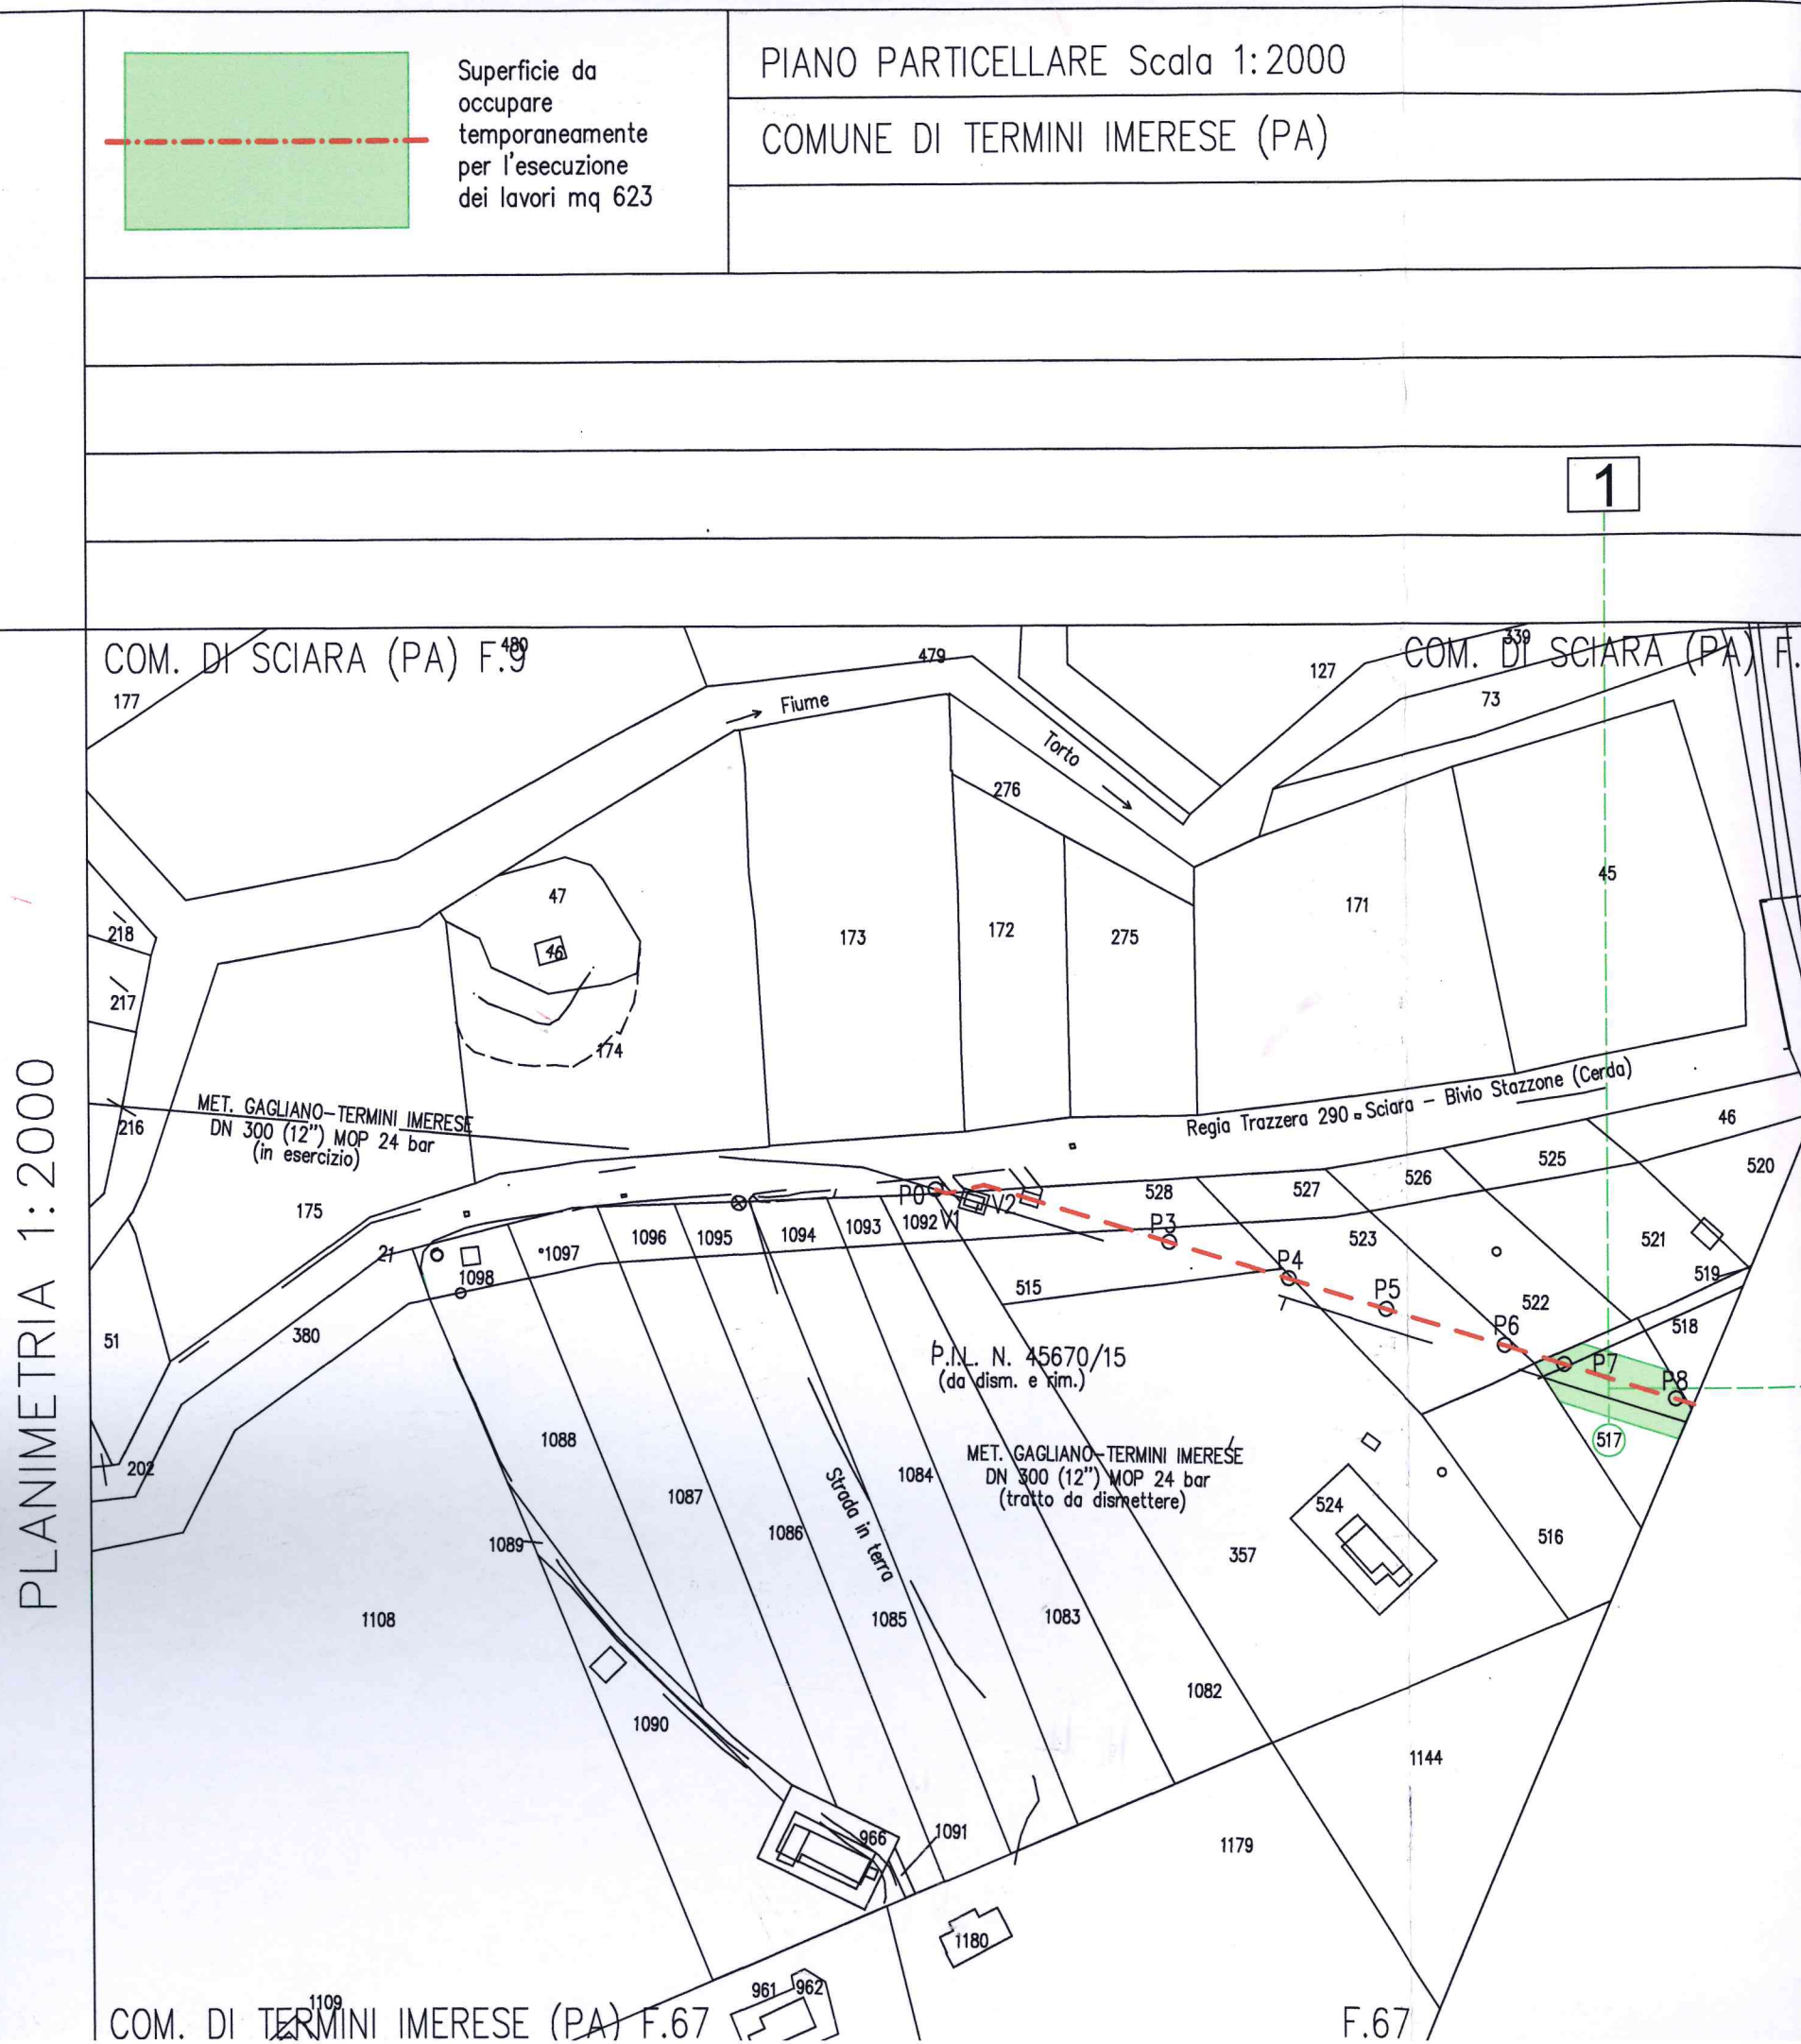 Superficie da
occupare
temporaneamente
per l'esecuzione
dei lavori mq 623
PIANO PARTICELLARE Scala 1:2000
COMUNE DI TERMINI IMERESE (PA)
1
PLANIMETRIA 1:2000
COM. DI SCIARA (PA) F.9
480
479
339
COM. DI SCIARA (PA) F.
177
127
73
Fiume
Torto
276
47
46
45
171
218
173
172
275
217
174
MET. GAGLIANO-TERMINI IMERESE
DN 300 (12") MOP 24 bar
(in esercizio)
216
Regia Trazzera 290 Sciara - Bivio Stazzone (Cerda)
46
175
525
520
526
528
527
P0
V1
V2
P3
21
1098
1097
1096
1095
1094
1093
1092
523
521
519
515
P4
P5
522
51
380
P6
518
P.I.L. N. 45670/15
(da dism. e rim.)
P7
P8
517
202
1088
1084
MET. GAGLIANO-TERMINI IMERESE
DN 300 (12") MOP 24 bar
(tratto da dismettere)
1087
524
Strada in terra
1089
1086
357
516
1108
1085
1083
1090
1082
1144
966
1091
1179
1180
961
962
1109
COM. DI TERMINI IMERESE (PA) F.67
F.67